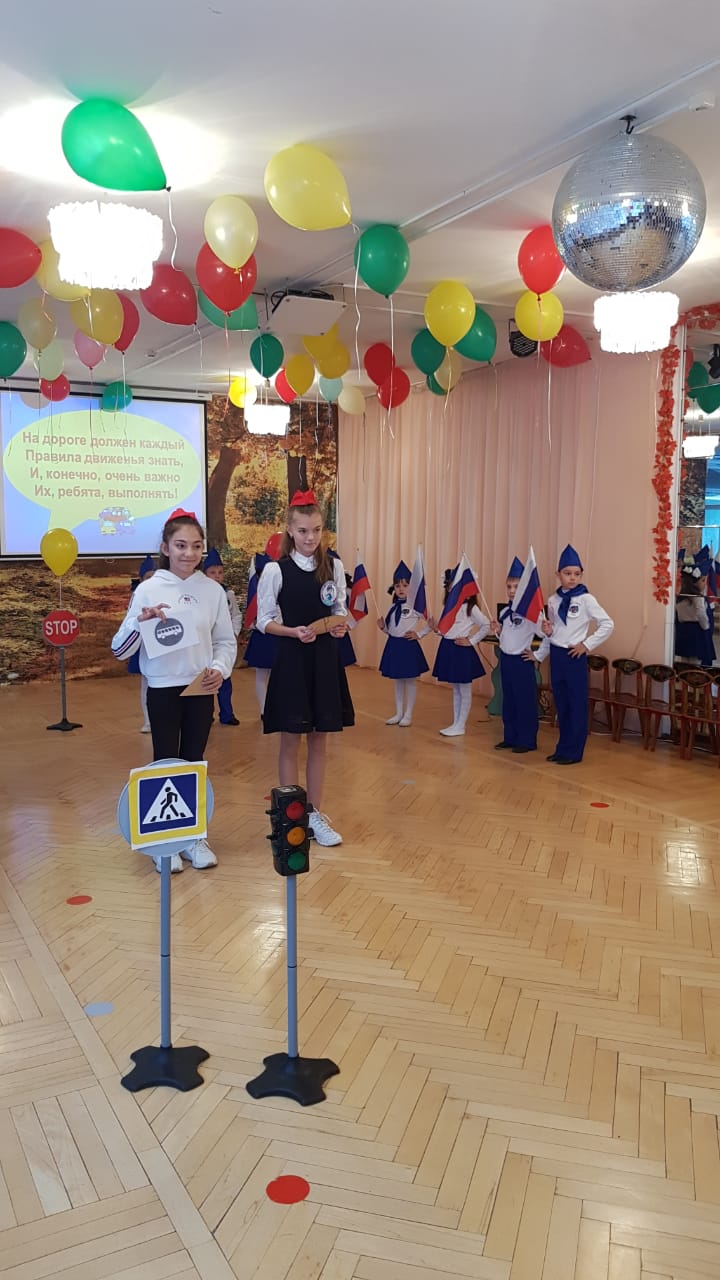 На дороге должен каждый
Правила движенья знать,
И, конечно, очень важно
Их, ребята, выполнять!
STOP